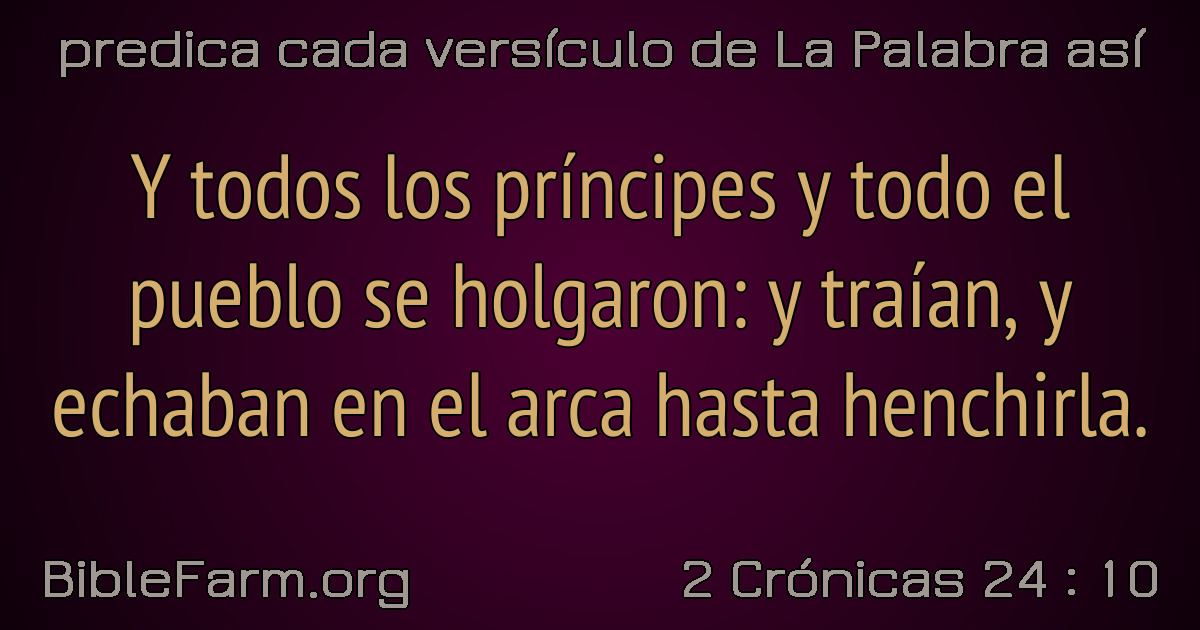 predica cada versículo de La Palabra así
Y todos los príncipes y todo el
pueblo se holgaron: y traían, y
echaban en el arca hasta henchirla.
BibleFarm.org
2 Crónicas 24 : 10